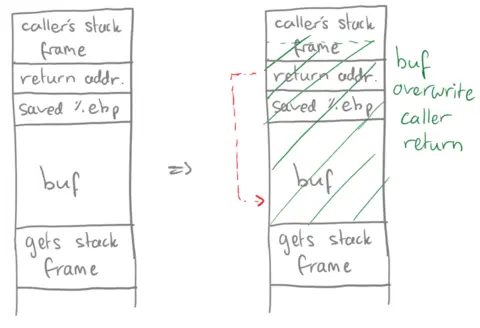 caller's stack
frame
return addr.
saved %ebp
buf
gets stack
frame
=>
caller's stack
frame
return addr.
saved %ebp
buf
gets stack
frame
buf
overwrite
caller
return